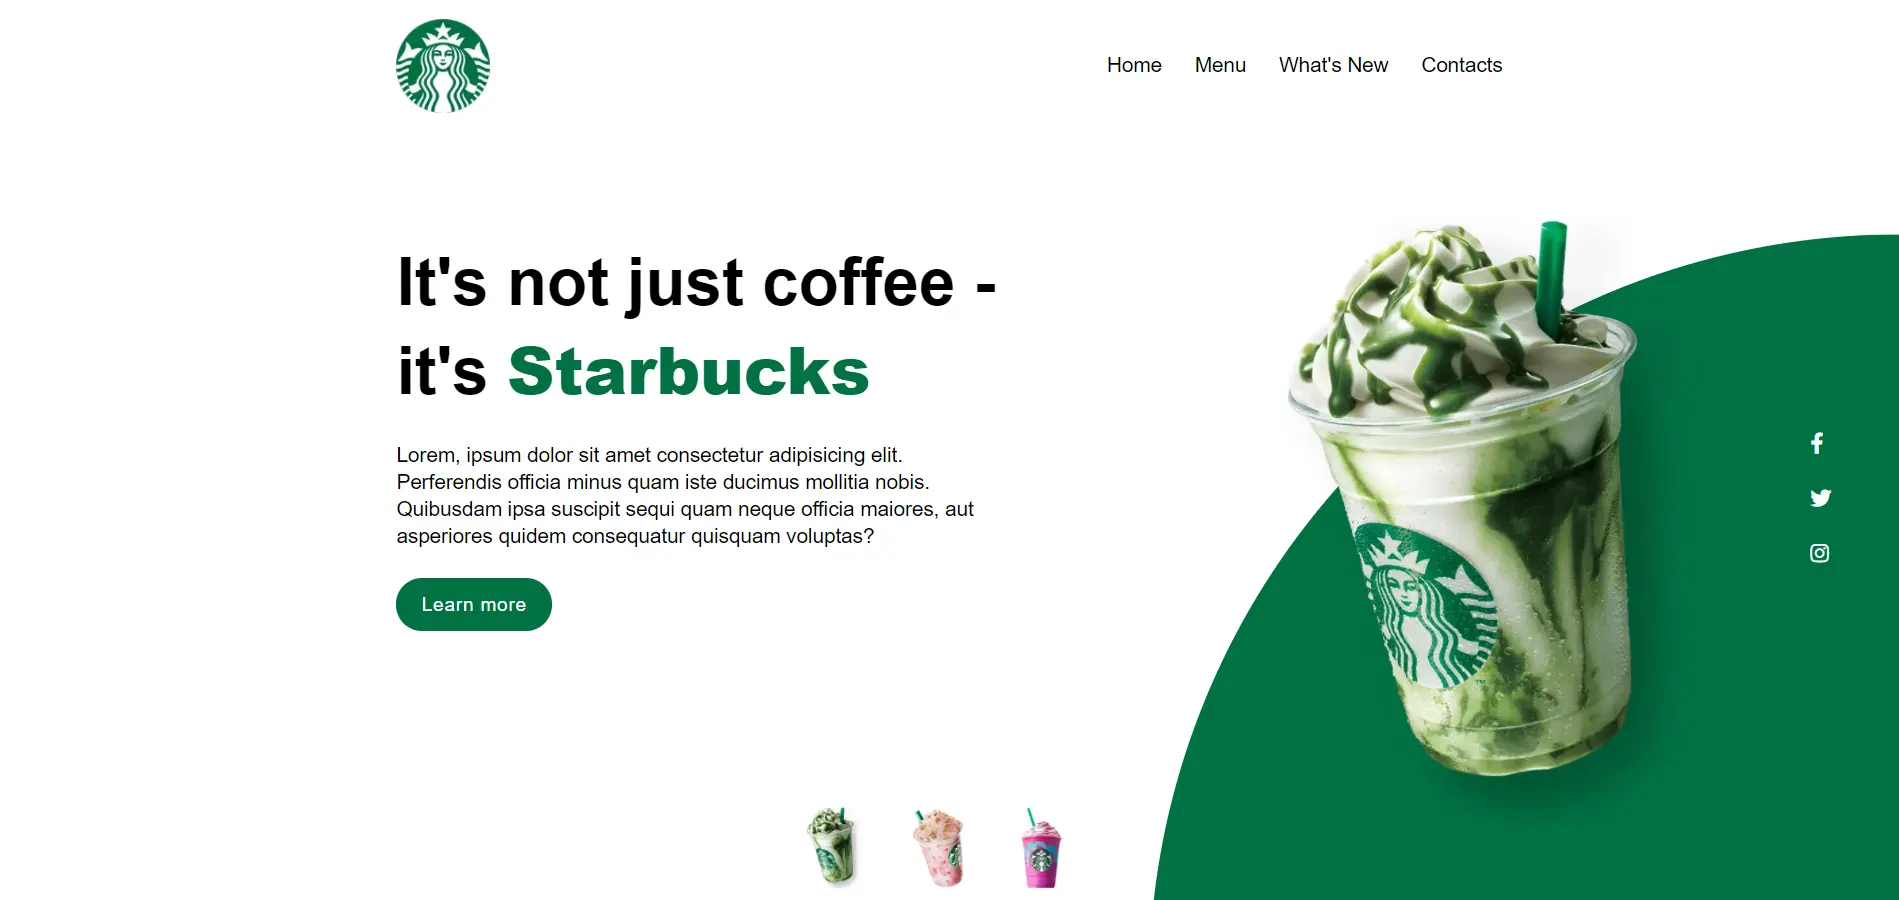 Home Menu What's New Contacts
It's not just coffee -
it's Starbucks
Lorem, ipsum dolor sit amet consectetur adipisicing elit.
Perferendis officia minus quam iste ducimus mollitia nobis.
Quibusdam ipsa suscipit sequi quam neque officia maiores, aut
asperiores quidem consequatur quisquam voluptas?
Learn more
TM